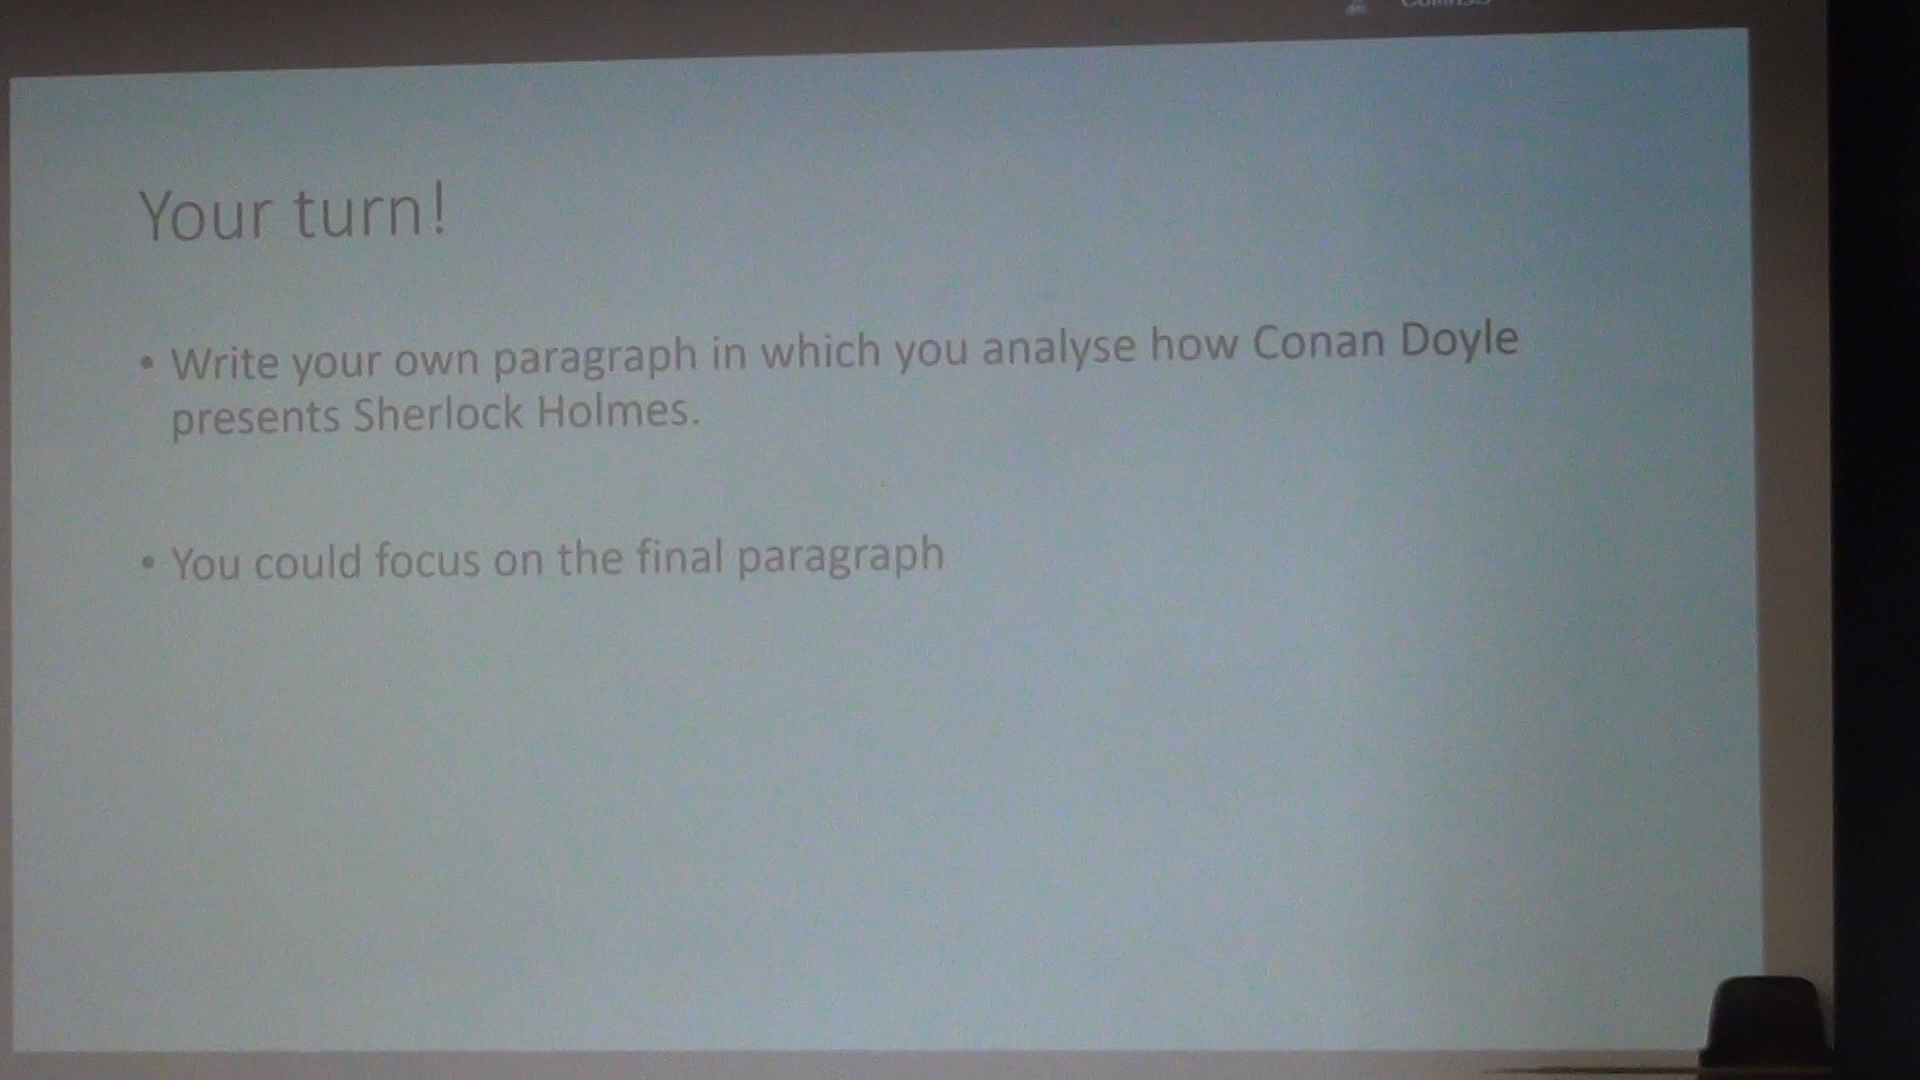 Your turn!
• Write your own paragraph in which you analyse how Conan Doyle
presents Sherlock Holmes.
• You could focus on the final paragraph